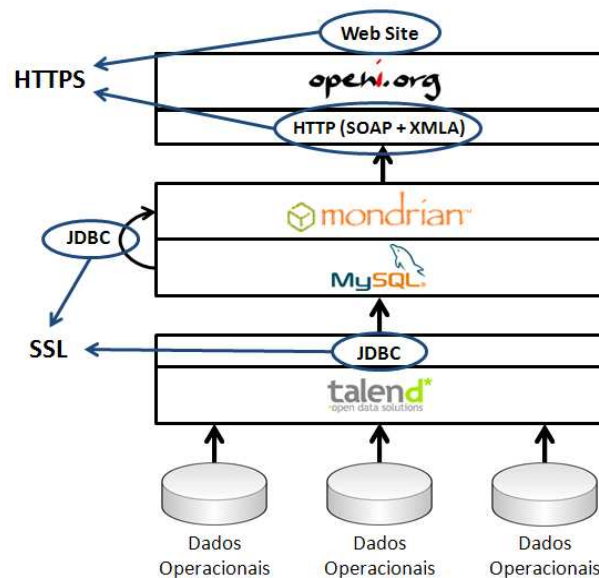 Web Site
HTTPS
openi.org
HTTP (SOAP + XMLA)
mondrian™
JDBC
MySQL®
SSL
JDBC
talend*
open data solutions
Dados
Operacionais
Dados
Operacionais
Dados
Operacionais